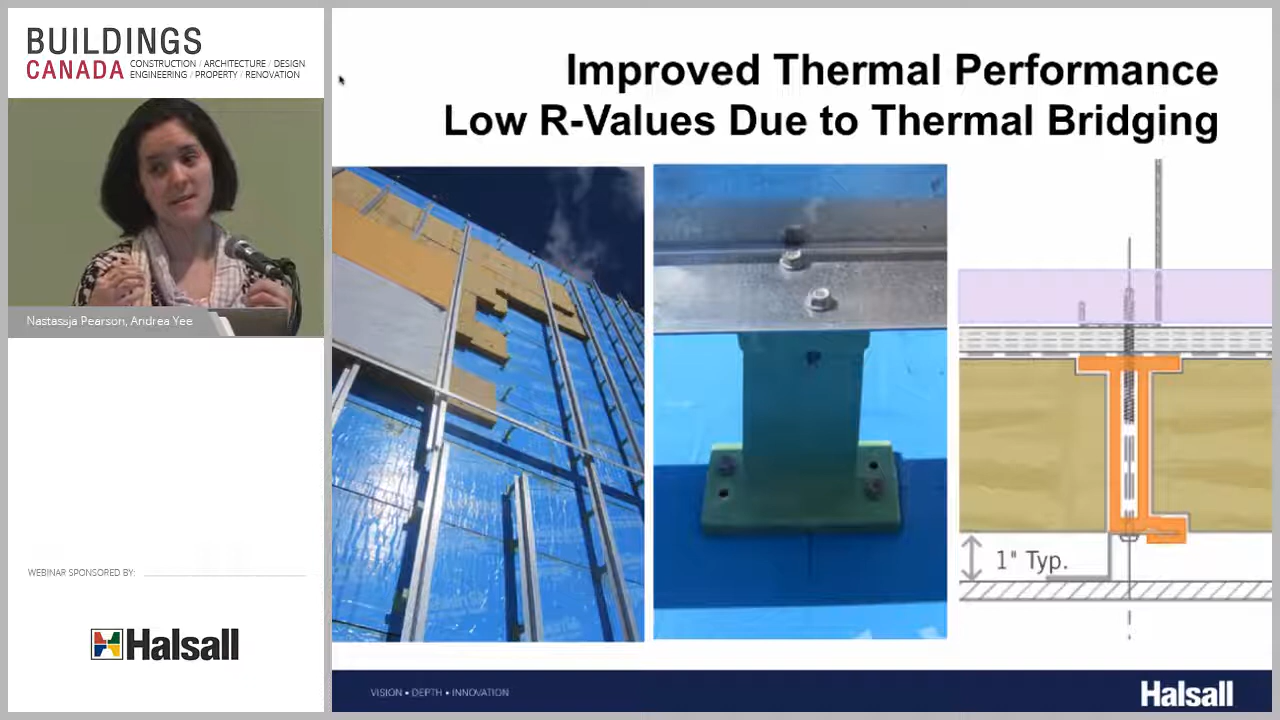 BUILDINGS
CANADA
CONSTRUCTION / ARCHITECTURE / DESIGN
ENGINEERING / PROPERTY / RENOVATION
Nastassja Pearson, Andrea Yee
WEBINAR SPONSORED BY:
Halsall
Improved Thermal Performance
Low R-Values Due to Thermal Bridging
1" Typ.
VISION • DEPTH • INNOVATION
Halsall